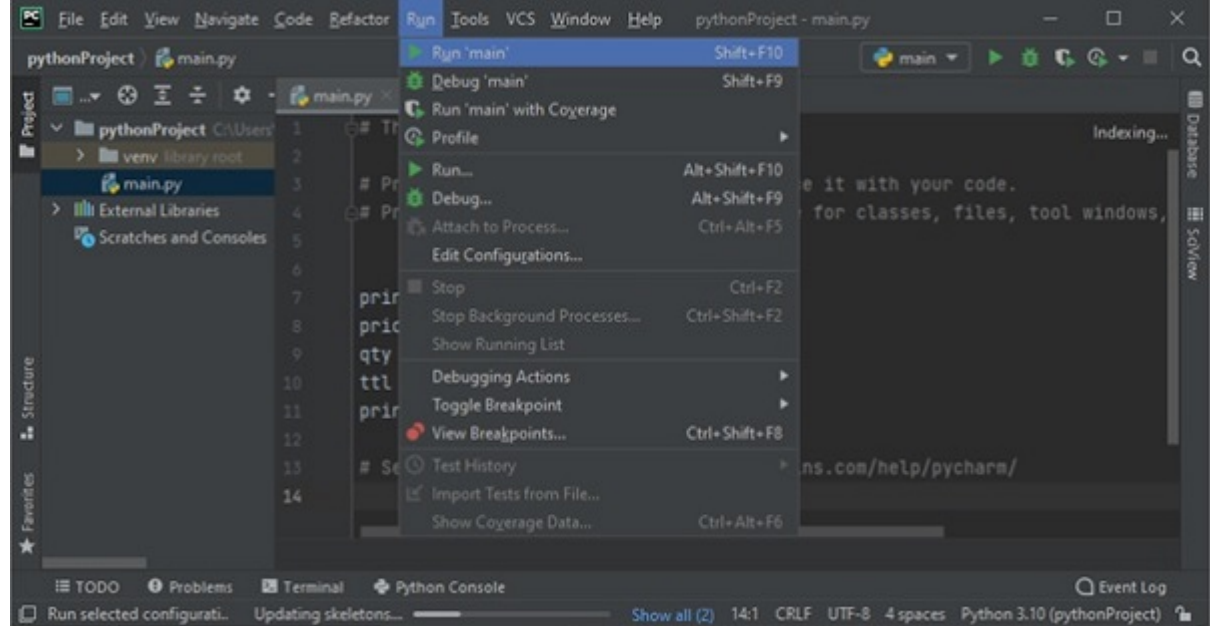 PC File Edit View Navigate Code Refactor Run Tools VCS Window Help pythonProject - main.py
pythonProject main.py
main
Project
...
main.py
pythonProject C:\Users
venv library root
main.py
External Libraries
Scratches and Consoles
Run 'main' Shift+F10
Debug 'main' Shift+F9
Run 'main' with Coverage
Profile
Run... Alt+Shift+F10
Debug... Alt+Shift+F9
Attach to Process... Ctrl+Alt+F5
Edit Configurations...
Stop Ctrl+F2
Stop Background Processes... Ctrl+Shift+F2
Show Running List
Debugging Actions
Toggle Breakpoint
View Breakpoints... Ctrl+Shift+F8
Test History
Import Tests from File...
Show Coverage Data... Ctrl+Alt+F6
1 # Th
2
3 # Pr e it with your code.
4 # Pr for classes, files, tool windows,
5
6
7 prin
8 pric
9 qty
10 ttl
11 prin
12
13 # Se ns.com/help/pycharm/
14
Indexing...
Database
SciView
Structure
Favorites
TODO Problems Terminal Python Console Event Log
Run selected configurati.. Updating skeletons... Show all (2) 14:1 CRLF UTF-8 4 spaces Python 3.10 (pythonProject)